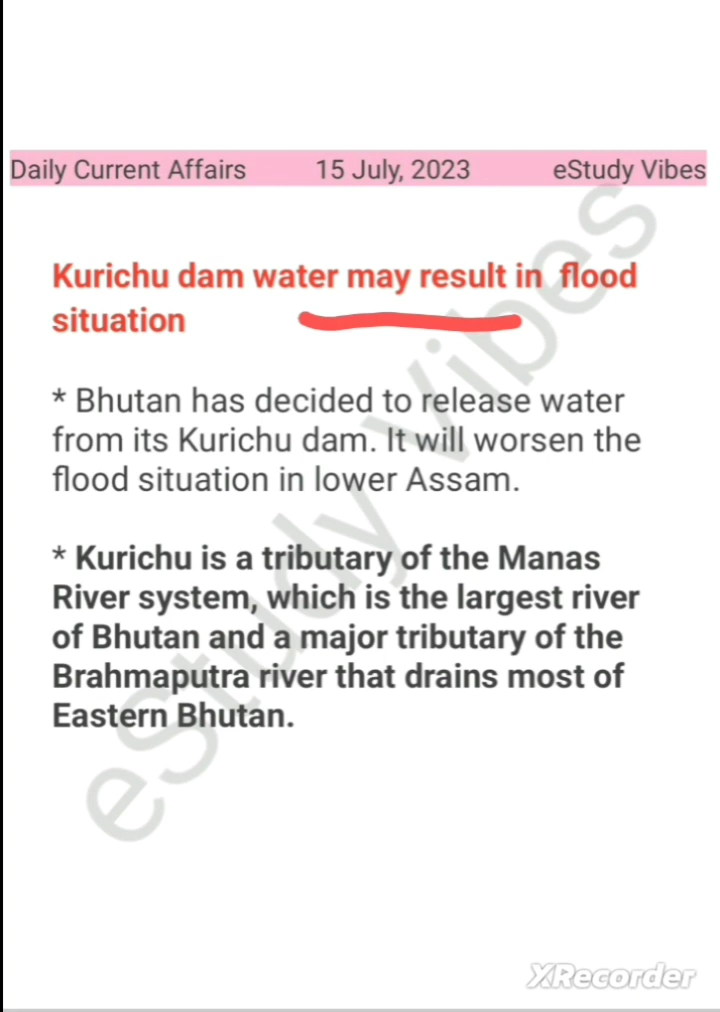 Daily Current Affairs 15 July, 2023 eStudy Vibes
Kurichu dam water may result in flood
situation
* Bhutan has decided to release water
from its Kurichu dam. It will worsen the
flood situation in lower Assam.
* Kurichu is a tributary of the Manas
River system, which is the largest river
of Bhutan and a major tributary of the
Brahmaputra river that drains most of
Eastern Bhutan.
eStudy Vibes
XRecorder